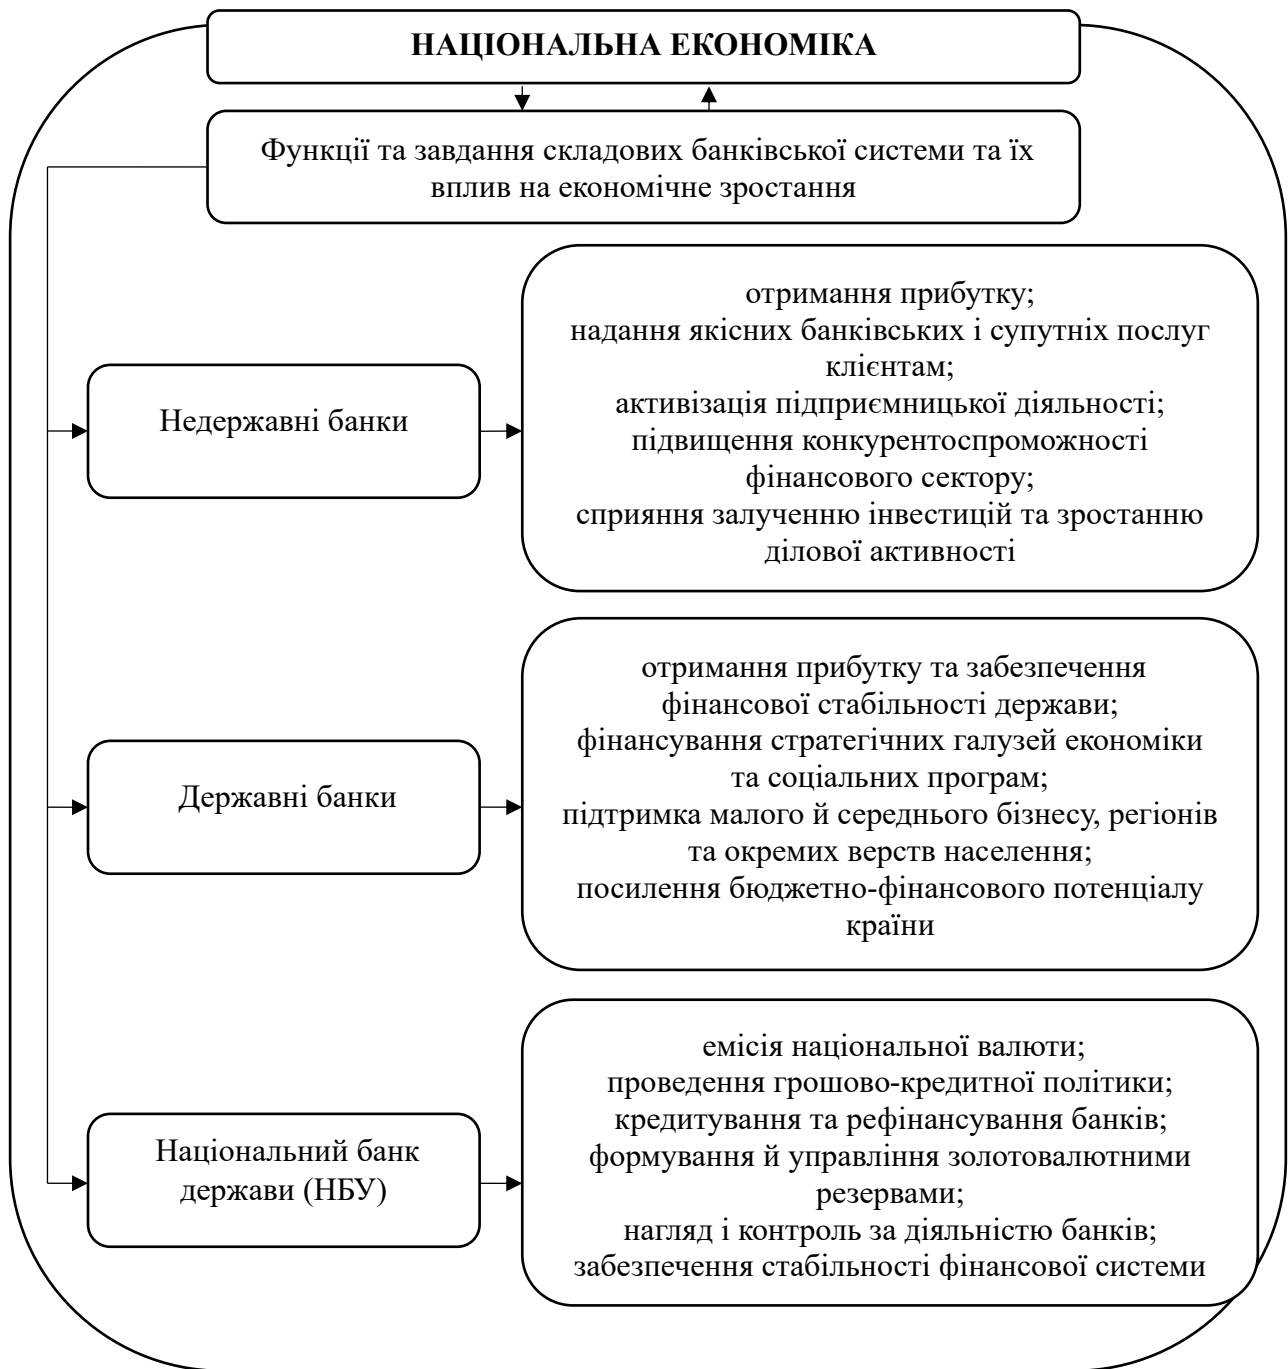 НАЦІОНАЛЬНА ЕКОНОМІКА
Функції та завдання складових банківської системи та їх
вплив на економічне зростання
Недержавні банки
отримання прибутку;
надання якісних банківських і супутніх послуг
клієнтам;
активізація підприємницької діяльності;
підвищення конкурентоспроможності
фінансового сектору;
сприяння залученню інвестицій та зростанню
ділової активності
Державні банки
отримання прибутку та забезпечення
фінансової стабільності держави;
фінансування стратегічних галузей економіки
та соціальних програм;
підтримка малого й середнього бізнесу, регіонів
та окремих верств населення;
посилення бюджетно-фінансового потенціалу
країни
Національний банк
держави (НБУ)
емісія національної валюти;
проведення грошово-кредитної політики;
кредитування та рефінансування банків;
формування й управління золотовалютними
резервами;
нагляд і контроль за діяльністю банків;
забезпечення стабільності фінансової системи